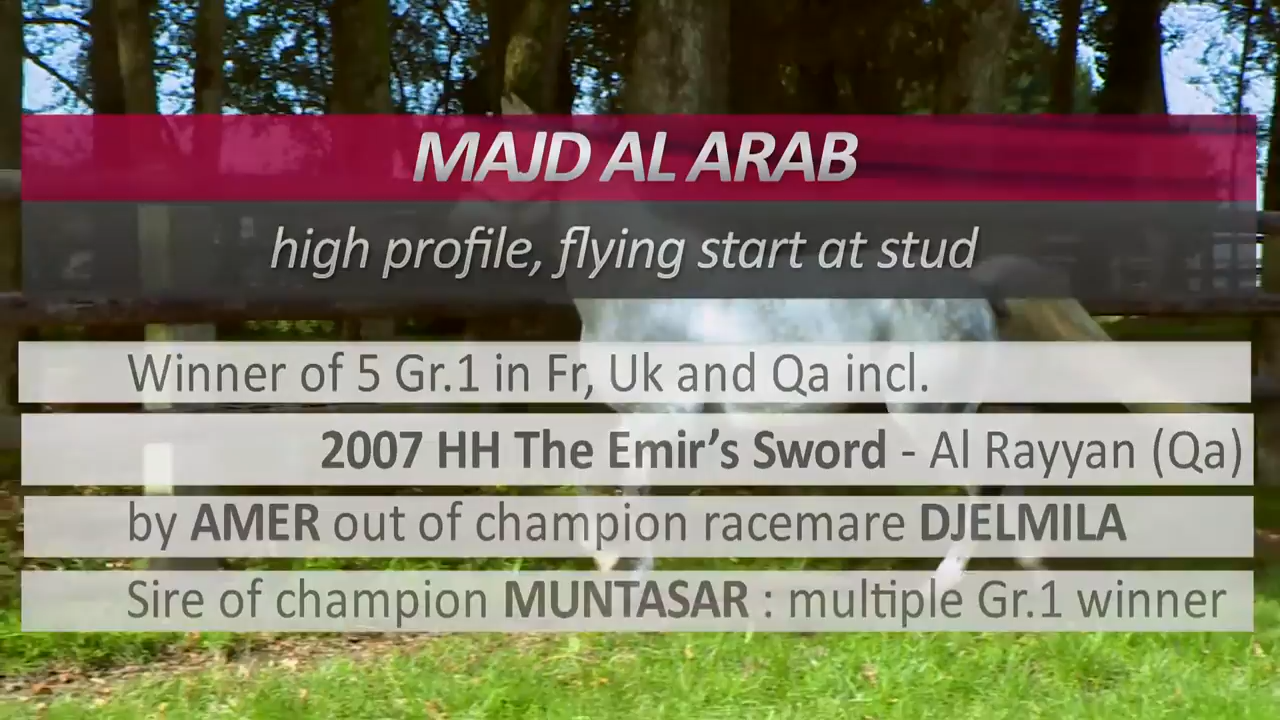 MAJD AL ARAB
high profile, flying start at stud
Winner of 5 Gr.1 in Fr, Uk and Qa incl.
2007 HH The Emir's Sword - Al Rayyan (Qa)
by AMER out of champion racemare DJELMILA
Sire of champion MUNTASAR : multiple Gr.1 winner